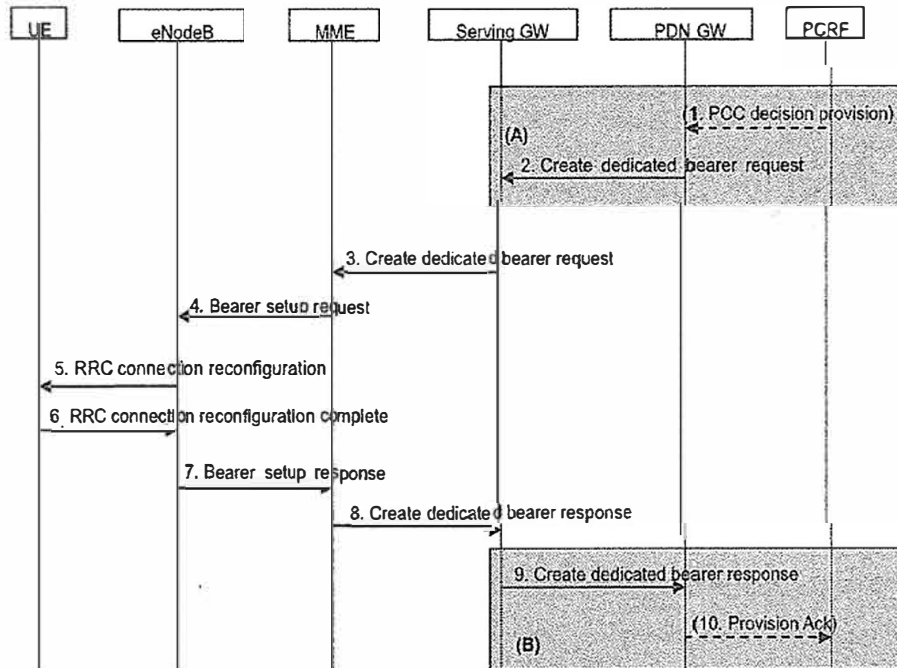 UE eNodeB MME Serving GW PDN GW PCRF
(1. PCC decision provision)
(A)
2. Create dedicated bearer request
3. Create dedicated bearer request
4. Bearer setup request
5. RRC connection reconfiguration
6. RRC connection reconfiguration complete
7. Bearer setup response
8. Create dedicated bearer response
9. Create dedicated bearer response
(10. Provision Ack)
(B)